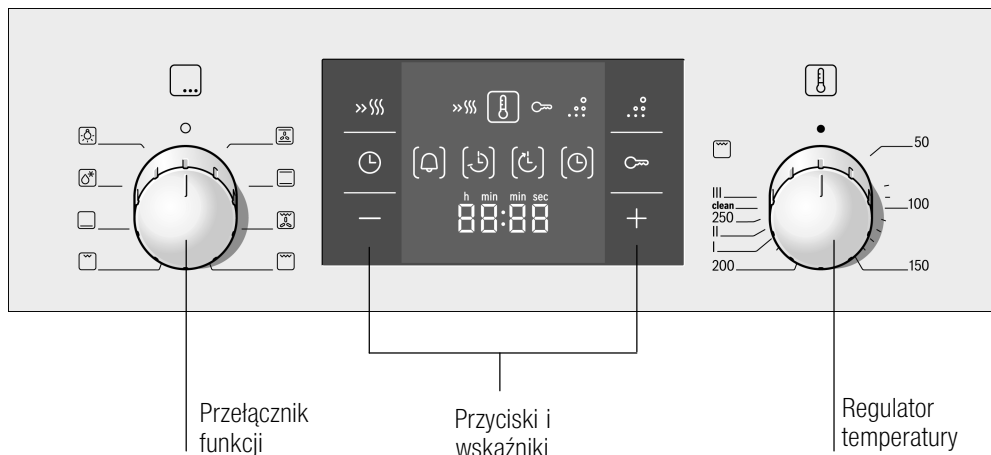 h min min sec
88:88
50
100
150
200
I
II
250
clean
III
Przełącznik
funkcji
Przyciski i
wskaźniki
Regulator
temperatury